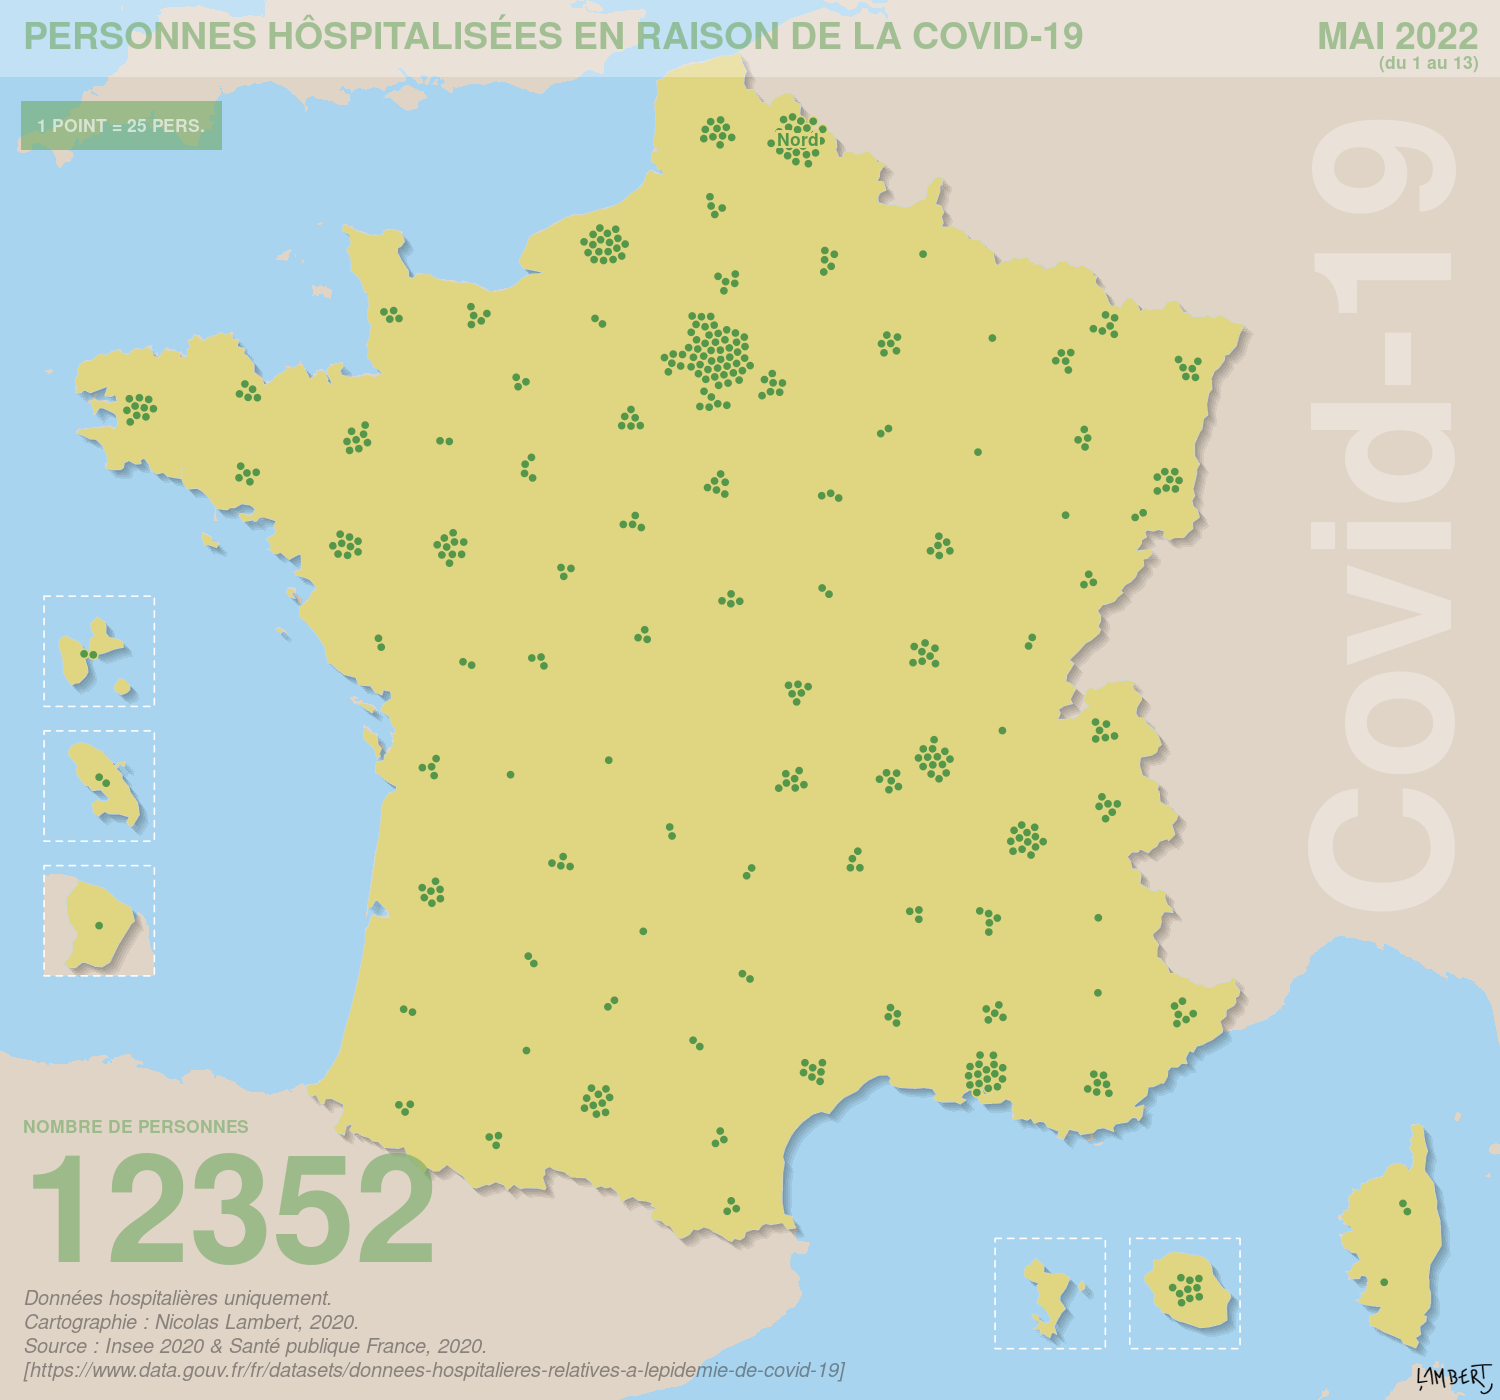 PERSONNES HÔSPITALISÉES EN RAISON DE LA COVID-19
MAI 2022
(du 1 au 13)
1 POINT = 25 PERS.
Nord
Covid-19
NOMBRE DE PERSONNES
12352
Données hospitalières uniquement.
Cartographie : Nicolas Lambert, 2020.
Source : Insee 2020 & Santé publique France, 2020.
[https://www.data.gouv.fr/fr/datasets/donnees-hospitalieres-relatives-a-lepidemie-de-covid-19]
LAMBERT